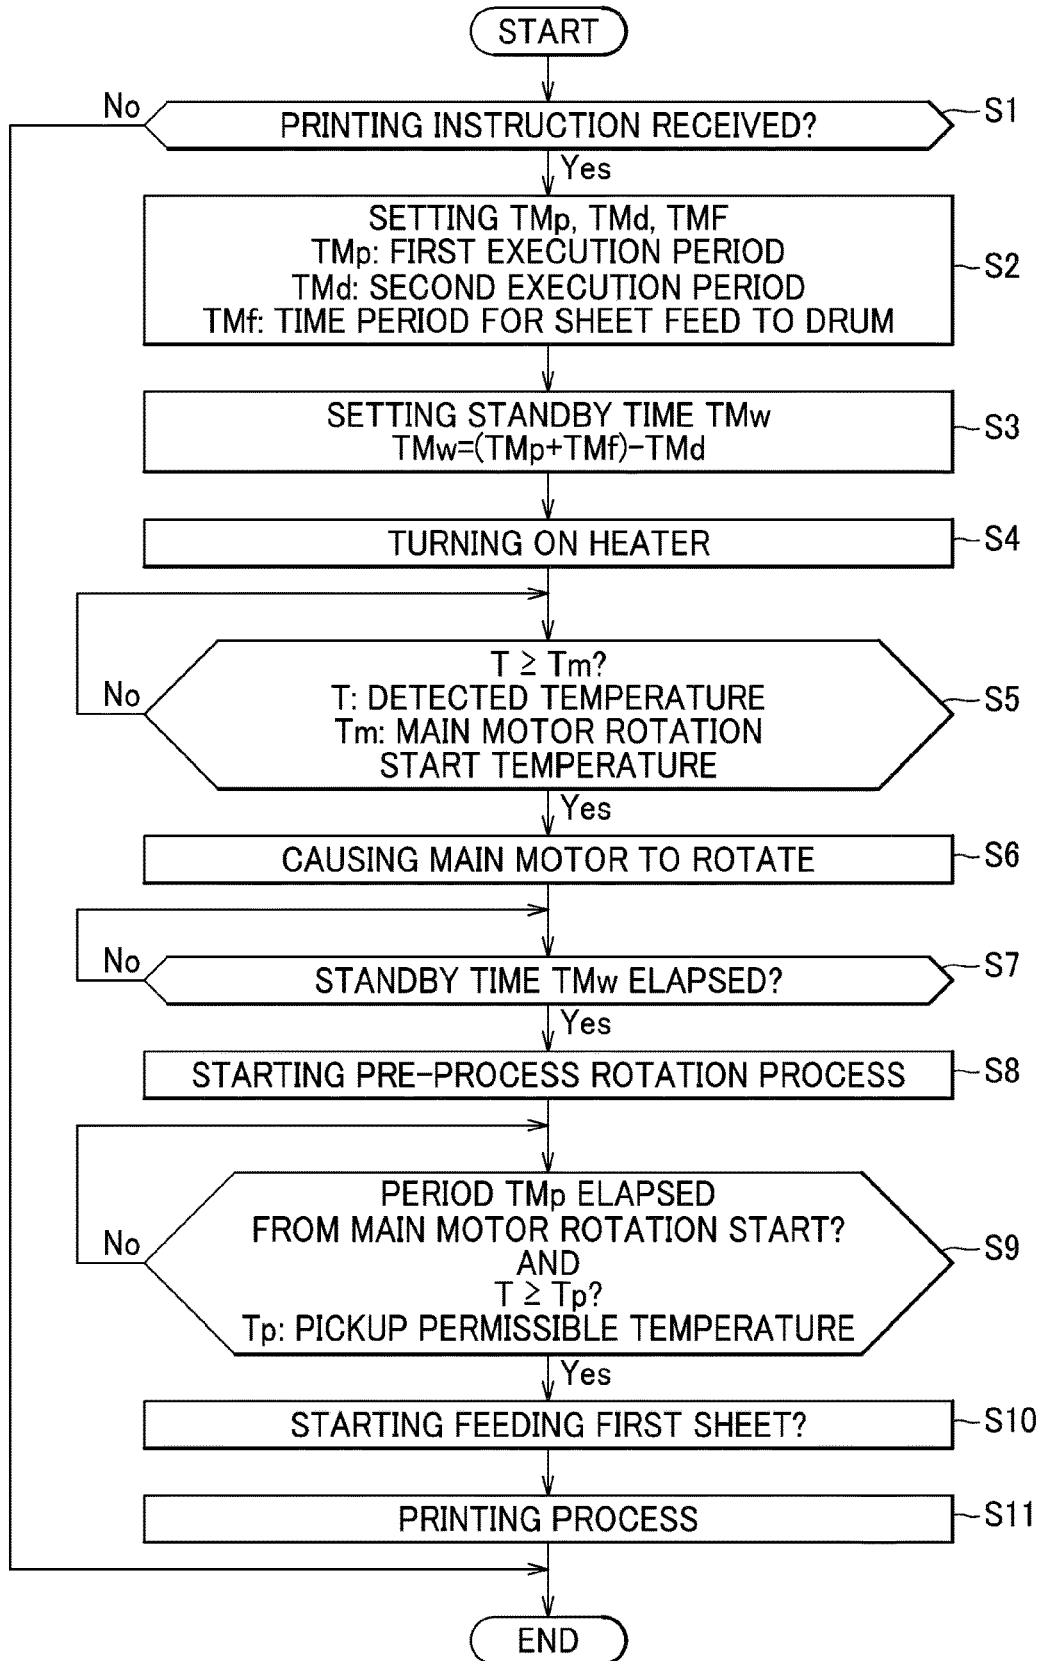 START
No
PRINTING INSTRUCTION RECEIVED?
S1
Yes
SETTING TMp, TMd, TMF
TMp: FIRST EXECUTION PERIOD
TMd: SECOND EXECUTION PERIOD
TMf: TIME PERIOD FOR SHEET FEED TO DRUM
S2
SETTING STANDBY TIME TMw
TMw=(TMp+TMf)-TMd
S3
TURNING ON HEATER
S4
No
T ≥ Tm?
T: DETECTED TEMPERATURE
Tm: MAIN MOTOR ROTATION
START TEMPERATURE
S5
Yes
CAUSING MAIN MOTOR TO ROTATE
S6
No
STANDBY TIME TMw ELAPSED?
S7
Yes
STARTING PRE-PROCESS ROTATION PROCESS
S8
No
PERIOD TMp ELAPSED
FROM MAIN MOTOR ROTATION START?
AND
T ≥ Tp?
Tp: PICKUP PERMISSIBLE TEMPERATURE
S9
Yes
STARTING FEEDING FIRST SHEET?
S10
PRINTING PROCESS
S11
END